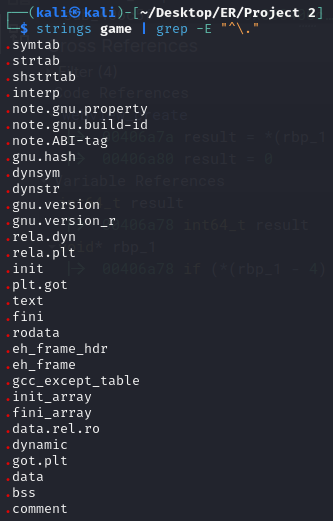 ┌──(kali㉿kali)-[~/Desktop/ER/Project 2]
└─$ strings game | grep -E "^\."
.symtab
.strtab
.shstrtab
.interp
.note.gnu.property
.note.gnu.build-id
.note.ABI-tag
.gnu.hash
.dynsym
.dynstr
.gnu.version
.gnu.version_r
.rela.dyn
.rela.plt
.init
.plt.got
.text
.fini
.rodata
.eh_frame_hdr
.eh_frame
.gcc_except_table
.init_array
.fini_array
.data.rel.ro
.dynamic
.got.plt
.data
.bss
.comment